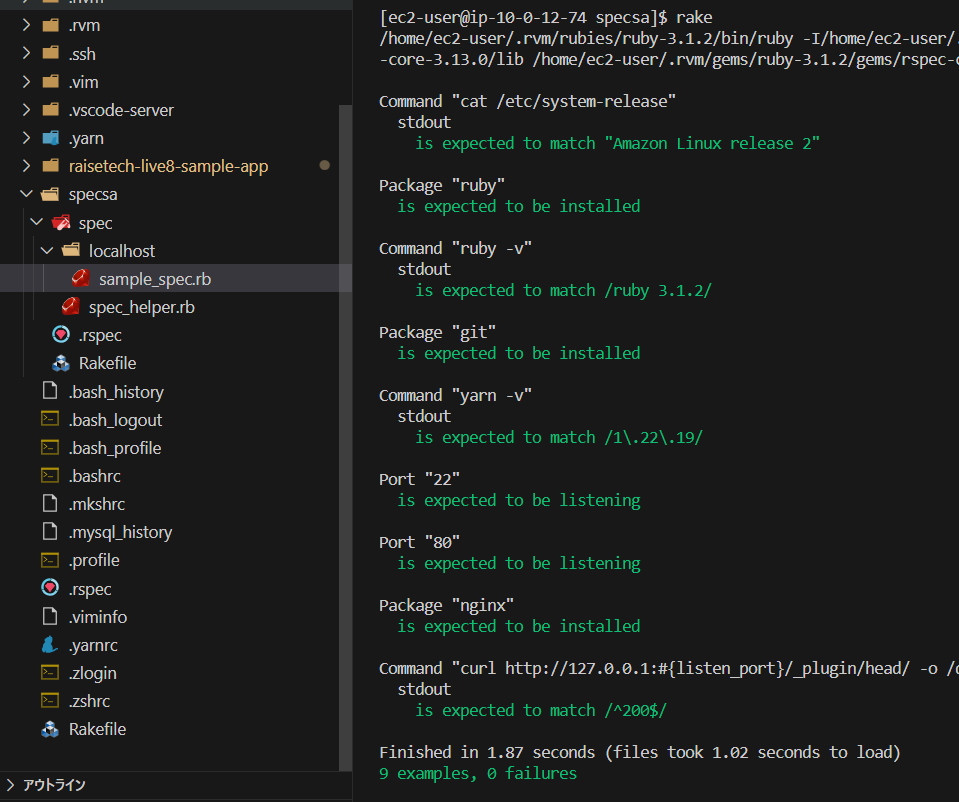 .rvm
.ssh
.vim
.vscode-server
.yarn
raisetech-live8-sample-app
specsa
spec
localhost
sample_spec.rb
spec_helper.rb
.rspec
Rakefile
.bash_history
.bash_logout
.bash_profile
.bashrc
.mkshrc
.mysql_history
.profile
.rspec
.viminfo
.yarnrc
.zlogin
.zshrc
Rakefile
アウトライン
[ec2-user@ip-10-0-12-74 specsa]$ rake
/home/ec2-user/.rvm/rubies/ruby-3.1.2/bin/ruby -I/home/ec2-user/.
-core-3.13.0/lib /home/ec2-user/.rvm/gems/ruby-3.1.2/gems/rspec-c
Command "cat /etc/system-release"
stdout
is expected to match "Amazon Linux release 2"
Package "ruby"
is expected to be installed
Command "ruby -v"
stdout
is expected to match /ruby 3.1.2/
Package "git"
is expected to be installed
Command "yarn -v"
stdout
is expected to match /1\.22\.19/
Port "22"
is expected to be listening
Port "80"
is expected to be listening
Package "nginx"
is expected to be installed
Command "curl http://127.0.0.1:#{listen_port}/_plugin/head/ -o /d
stdout
is expected to match /^200$/
Finished in 1.87 seconds (files took 1.02 seconds to load)
9 examples, 0 failures